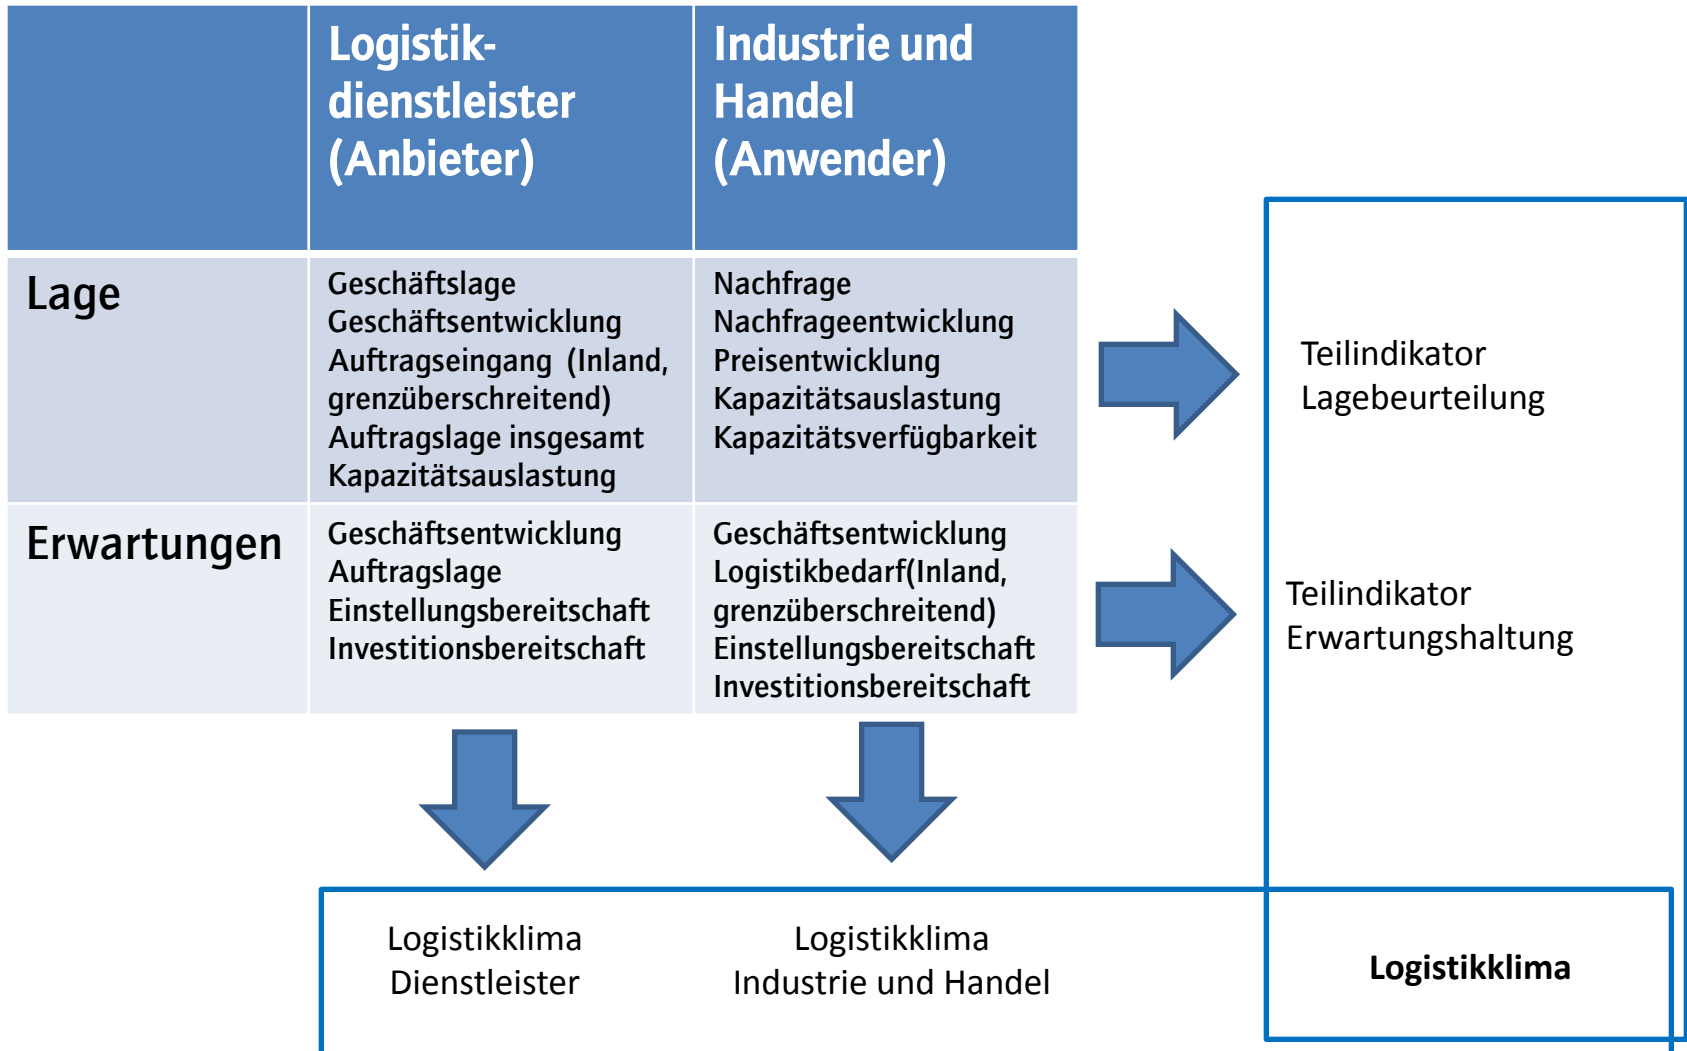 Logistik-
dienstleister
(Anbieter)
Industrie und
Handel
(Anwender)
Lage
Geschäftslage
Geschäftsentwicklung
Auftragseingang (Inland,
grenzüberschreitend)
Auftragslage insgesamt
Kapazitätsauslastung
Nachfrage
Nachfrageentwicklung
Preisentwicklung
Kapazitätsauslastung
Kapazitätsverfügbarkeit
Teilindikator
Lagebeurteilung
Erwartungen
Geschäftsentwicklung
Auftragslage
Einstellungsbereitschaft
Investitionsbereitschaft
Geschäftsentwicklung
Logistikbedarf(Inland,
grenzüberschreitend)
Einstellungsbereitschaft
Investitionsbereitschaft
Teilindikator
Erwartungshaltung
Logistikklima
Dienstleister
Logistikklima
Industrie und Handel
Logistikklima